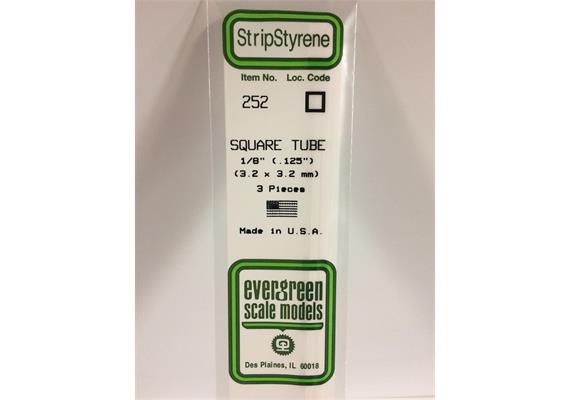 StripStyrene
Item No. Loc. Code
252
SQUARE TUBE
1/8" (.125")
(3.2 x 3.2 mm)
3 Pieces
Made in U.S.A.
evergreen
scale models
Des Plaines, IL 60018